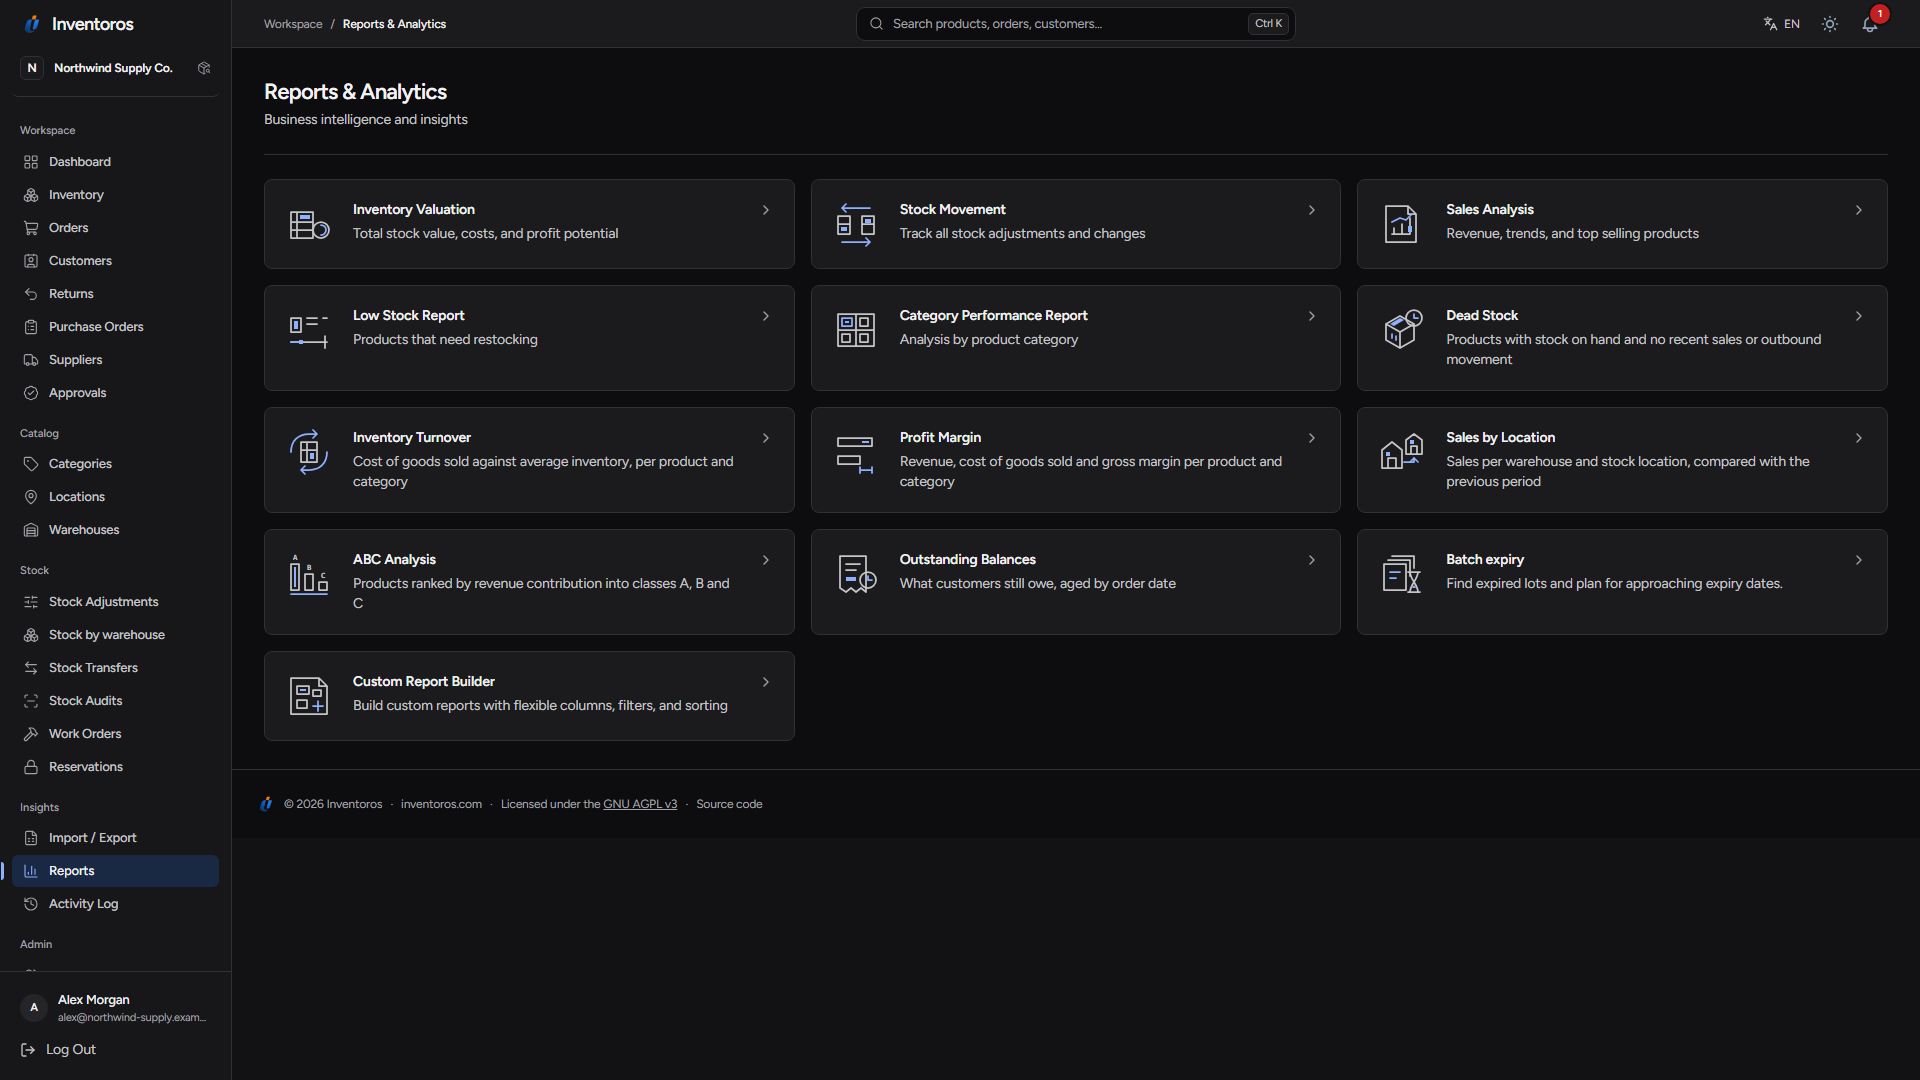 Inventoros
N Northwind Supply Co.
Workspace
Dashboard
Inventory
Orders
Customers
Returns
Purchase Orders
Suppliers
Approvals
Catalog
Categories
Locations
Warehouses
Stock
Stock Adjustments
Stock by warehouse
Stock Transfers
Stock Audits
Work Orders
Reservations
Insights
Import / Export
Reports
Activity Log
Admin
A
Alex Morgan
alex@northwind-supply.exam...
Log Out
Workspace / Reports & Analytics
Search products, orders, customers...
Ctrl K
EN
1
Reports & Analytics
Business intelligence and insights
Inventory Valuation
Total stock value, costs, and profit potential
Stock Movement
Track all stock adjustments and changes
Sales Analysis
Revenue, trends, and top selling products
Low Stock Report
Products that need restocking
Category Performance Report
Analysis by product category
Dead Stock
Products with stock on hand and no recent sales or outbound
movement
Inventory Turnover
Cost of goods sold against average inventory, per product and
category
Profit Margin
Revenue, cost of goods sold and gross margin per product and
category
Sales by Location
Sales per warehouse and stock location, compared with the
previous period
A B C
ABC Analysis
Products ranked by revenue contribution into classes A, B and
C
Outstanding Balances
What customers still owe, aged by order date
Batch expiry
Find expired lots and plan for approaching expiry dates.
Custom Report Builder
Build custom reports with flexible columns, filters, and sorting
© 2026 Inventoros · inventoros.com · Licensed under the GNU AGPL v3 · Source code